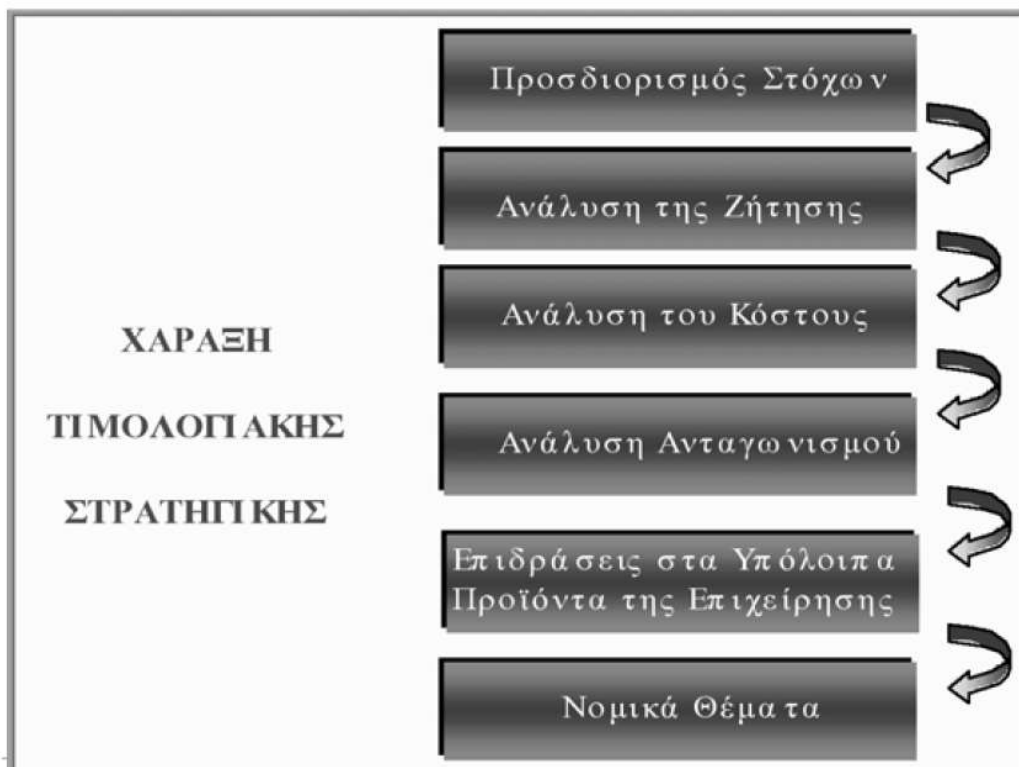 Προσδιορισμός Στόχων
Ανάλυση της Ζήτησης
Ανάλυση του Κόστους
ΧΑΡΑΞΗ
ΤΙΜΟΛΟΓΙΑΚΗΣ
ΣΤΡΑΤΗΓΙΚΗΣ
Ανάλυση Ανταγωνισμού
Επιδράσεις στα Υπόλοιπα
Προϊόντα της Επιχείρησης
Νομικά Θέματα